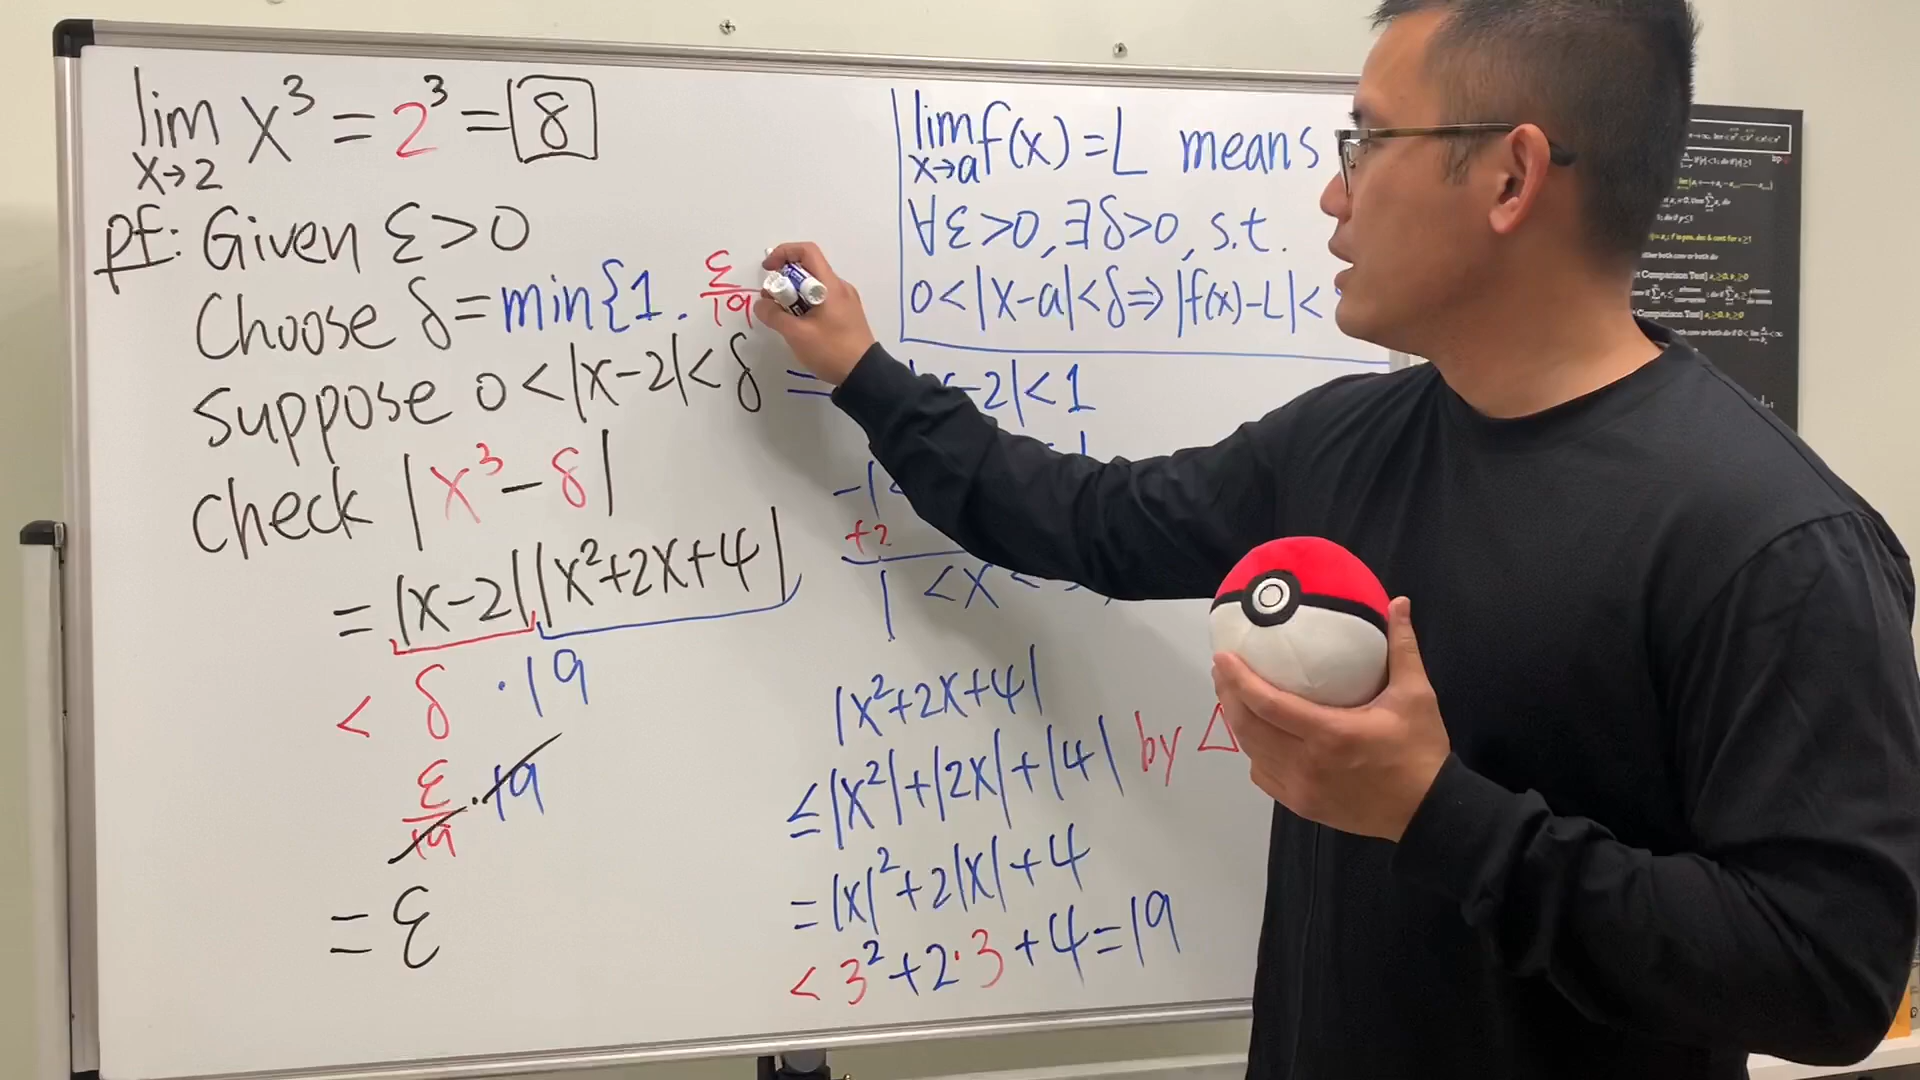 lim x→2 x³ = 2³ = 8
pf: Given ε>0
Choose δ = min{1, ε/19
suppose 0<|x-2|<δ
check |x³-8|
= |x-2||x²+2x+4|
< δ · 19
ε/19 · 19
= ε
lim x→a f(x) = L means
∀ε>0, ∃δ>0, s.t.
0<|x-a|<δ ⇒ |f(x)-L|<
x-2|<1
-1<
+2
1 < x <
|x²+2x+4|
≤ |x²|+|2x|+|4| by Δ
= |x|²+2|x|+4
< 3²+2·3+4=19
Comparison Test]